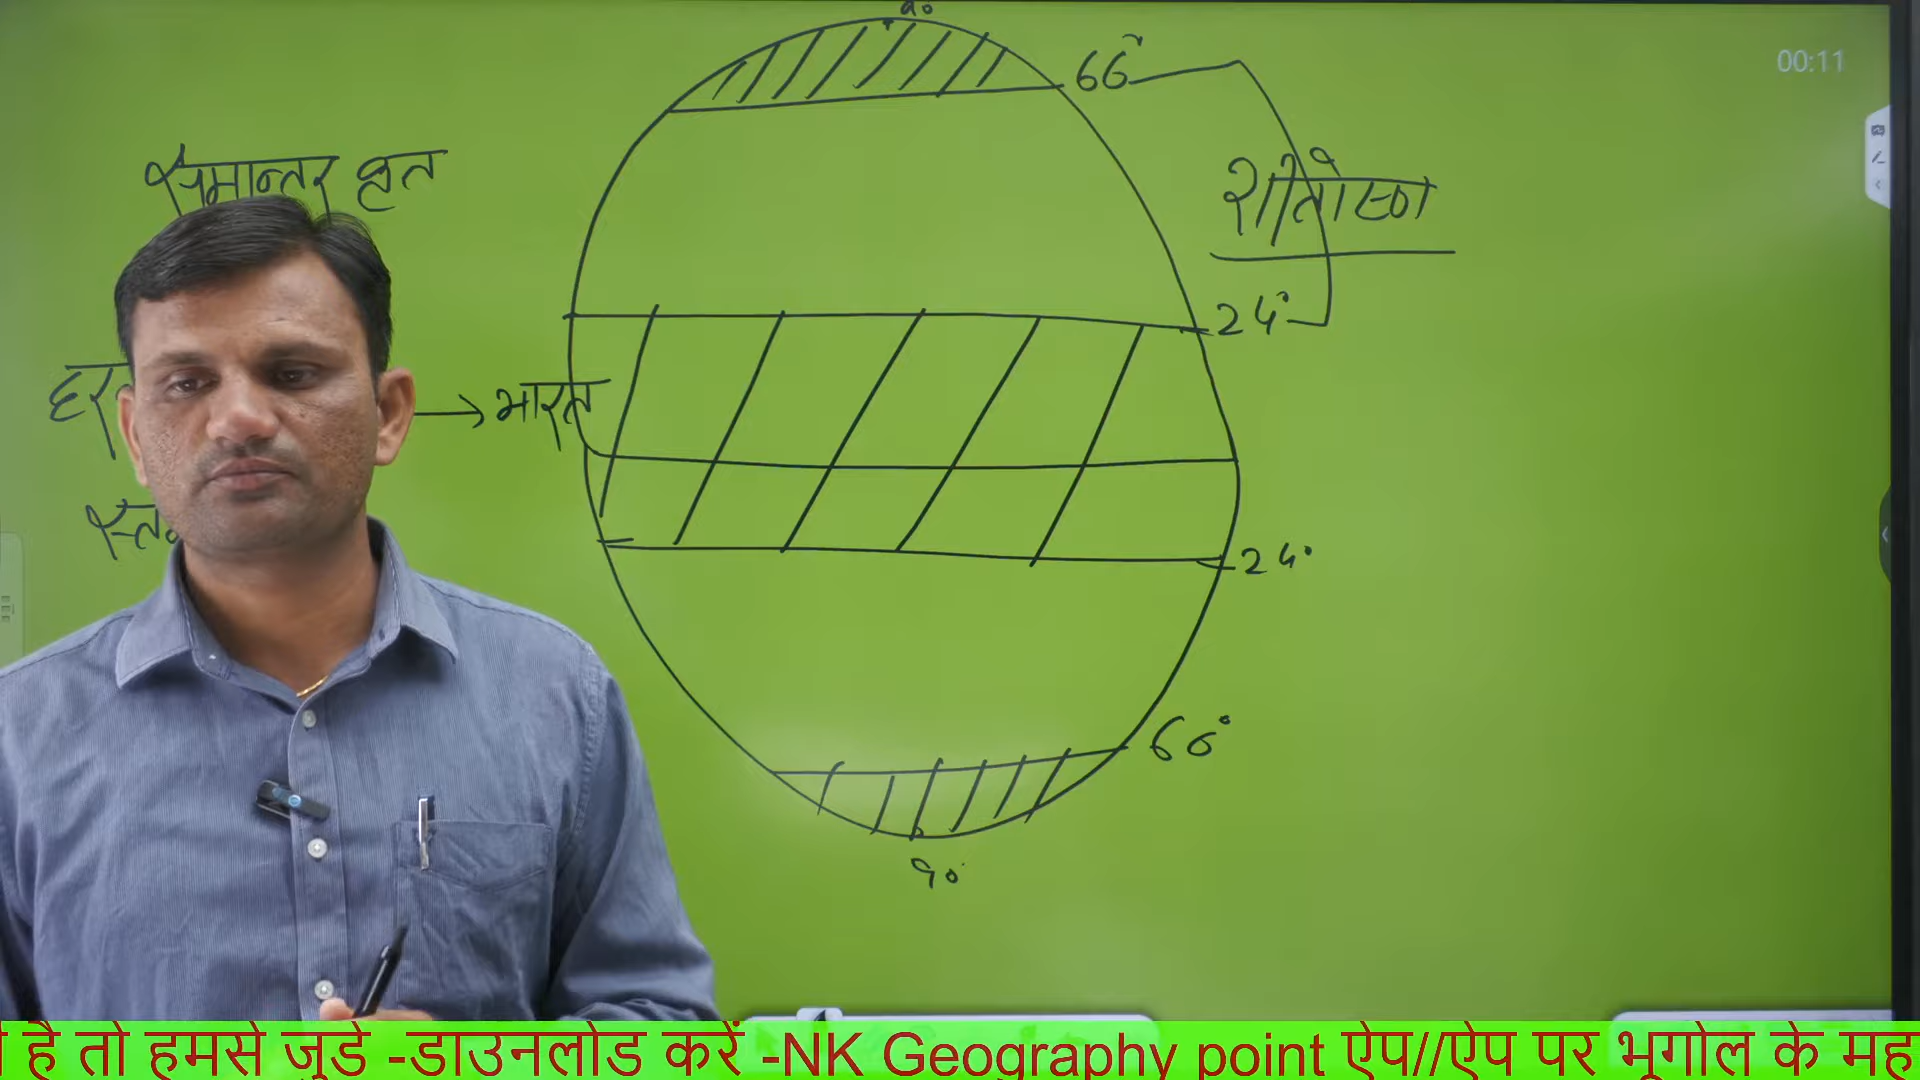 90
66°
00:11
समान्तर वृत
शीतोष्ण
24°
→ भारत
24°
66°
90°
है तो हमसे जुडे -डाउनलोड करें -NK Geography point ऐप//ऐप पर भूगोल के मह